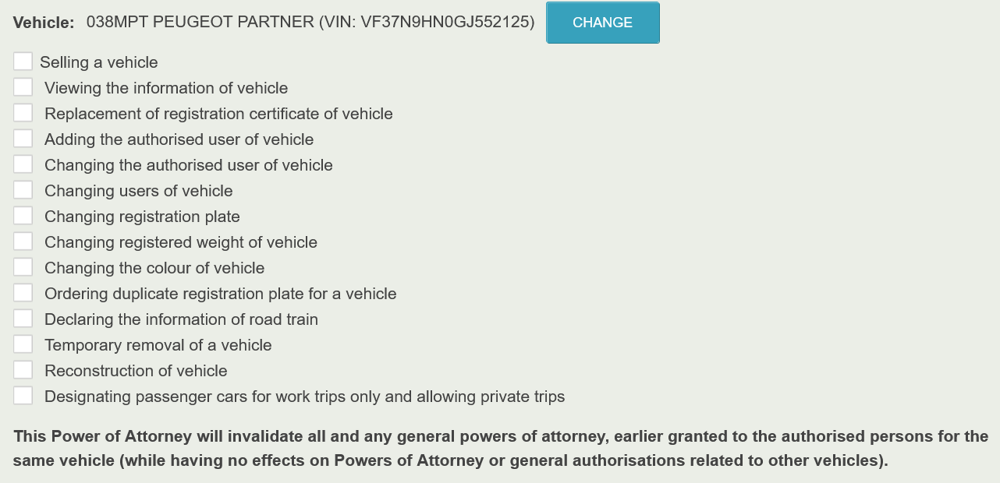 Vehicle: 038MPT PEUGEOT PARTNER (VIN: VF37N9HN0GJ552125) CHANGE
Selling a vehicle
Viewing the information of vehicle
Replacement of registration certificate of vehicle
Adding the authorised user of vehicle
Changing the authorised user of vehicle
Changing users of vehicle
Changing registration plate
Changing registered weight of vehicle
Changing the colour of vehicle
Ordering duplicate registration plate for a vehicle
Declaring the information of road train
Temporary removal of a vehicle
Reconstruction of vehicle
Designating passenger cars for work trips only and allowing private trips
This Power of Attorney will invalidate all and any general powers of attorney, earlier granted to the authorised persons for the
same vehicle (while having no effects on Powers of Attorney or general authorisations related to other vehicles).